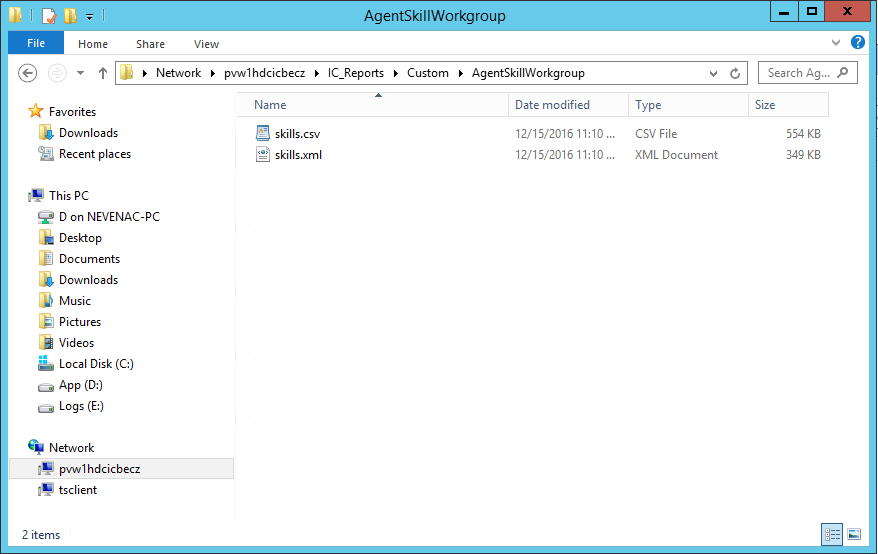 AgentSkillWorkgroup
File Home Share View
Network pvw1hdcicbecz IC_Reports Custom AgentSkillWorkgroup Search Ag...
Name Date modified Type Size
skills.csv 12/15/2016 11:10 ... CSV File 554 KB
skills.xml 12/15/2016 11:10 ... XML Document 349 KB
Favorites
Downloads
Recent places
This PC
D on NEVENAC-PC
Desktop
Documents
Downloads
Music
Pictures
Videos
Local Disk (C:)
App (D:)
Logs (E:)
Network
pvw1hdcicbecz
tsclient
2 items